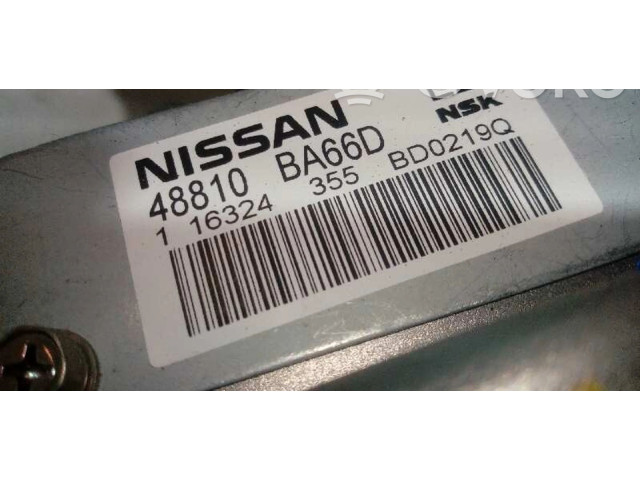 NISSAN
NSK
48810 BA66D
1 16324 355 BD0219Q